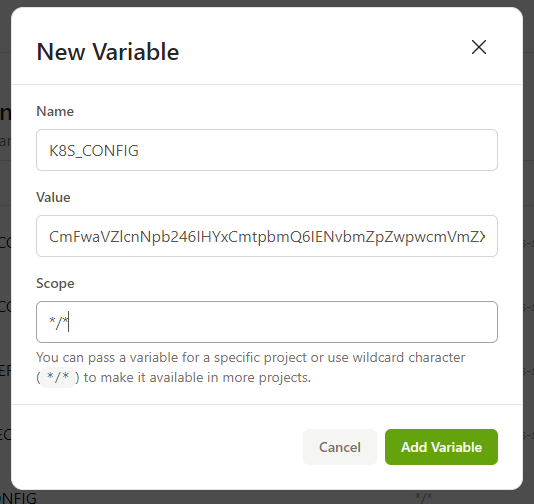 New Variable
Name
K8S_CONFIG
Value
CmFwaVZlcnNpb246IHYxCmtpbmQ6IENvbmZpZwpwcmVmZX
Scope
*/*
You can pass a variable for a specific project or use wildcard character
( */* ) to make it available in more projects.
Cancel
Add Variable
ONFIG
*/*